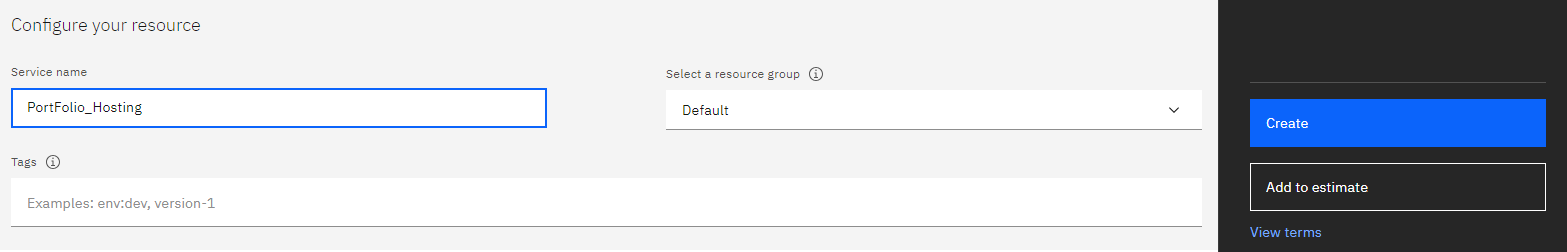 Configure your resource
Service name
PortFolio_Hosting
Select a resource group
Default
Tags
Examples: env:dev, version-1
Create
Add to estimate
View terms